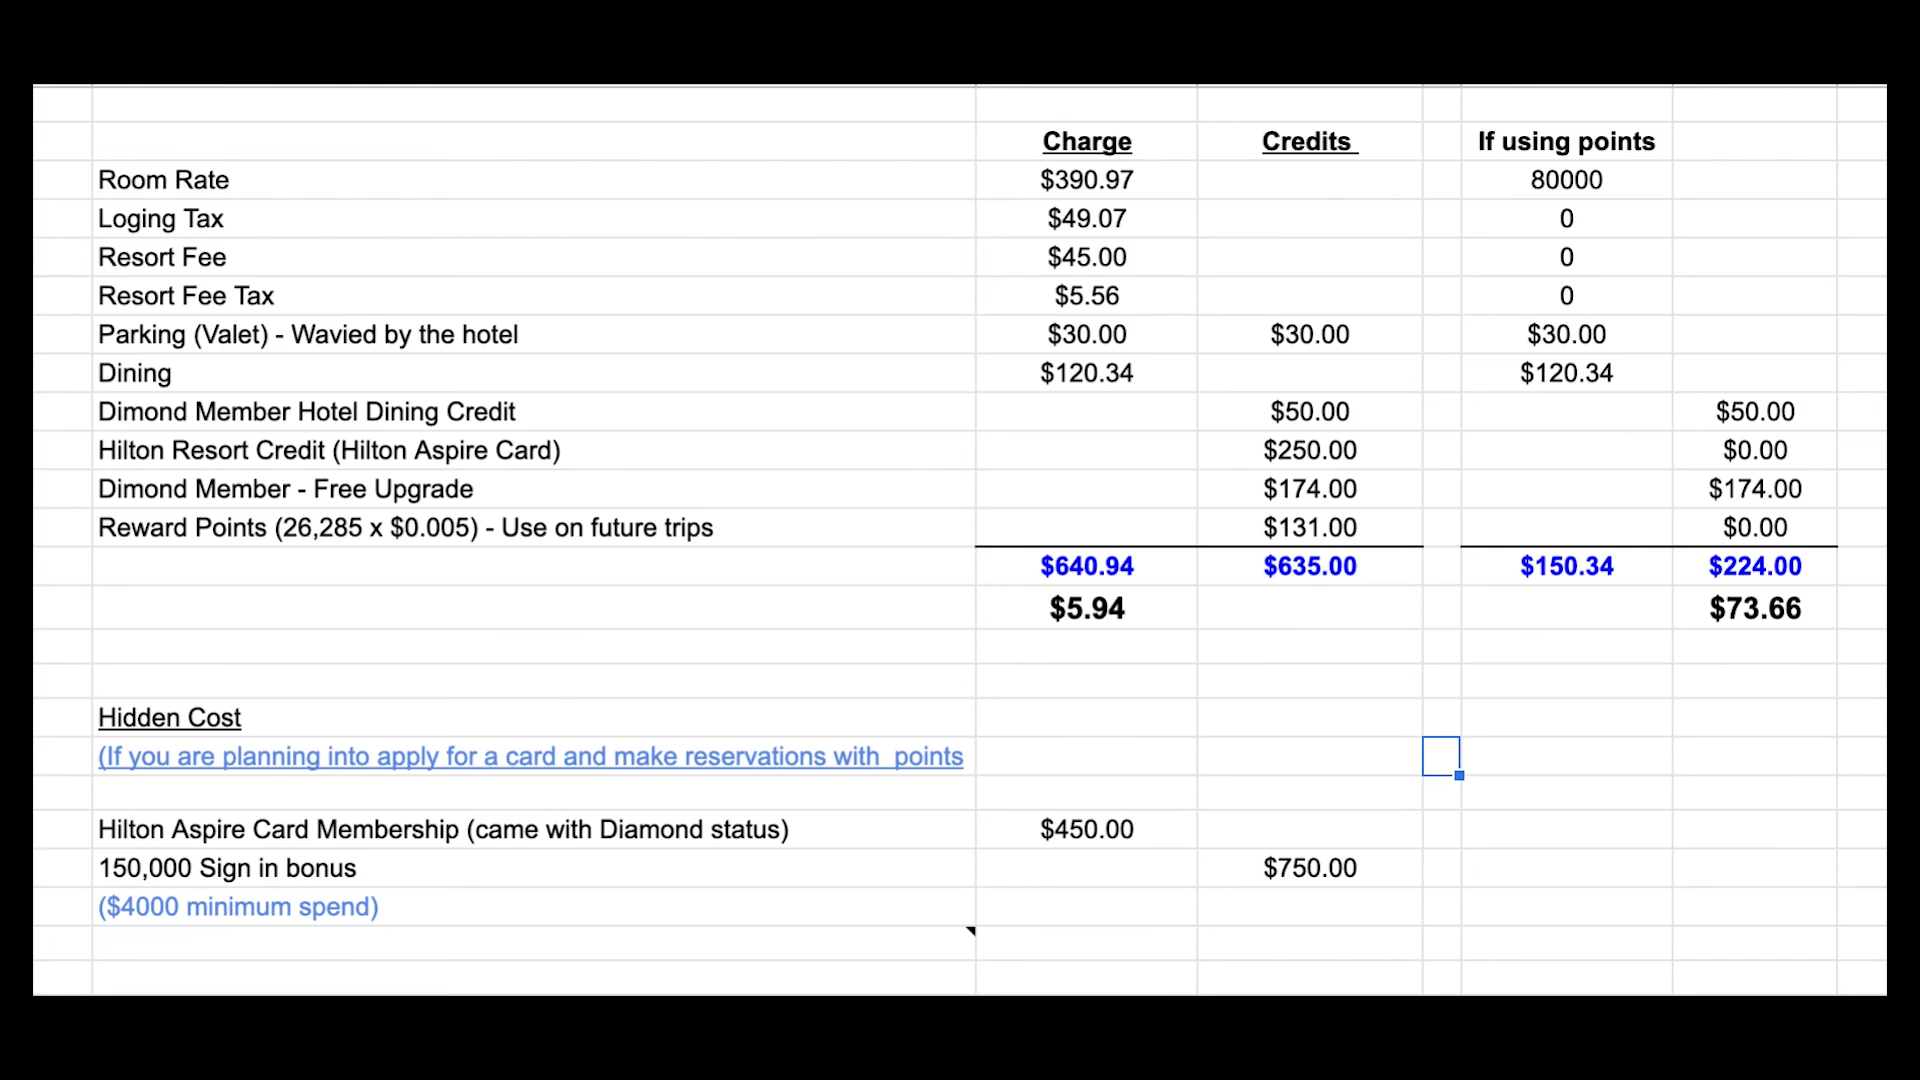 Charge Credits If using points
Room Rate $390.97 80000
Loging Tax $49.07 0
Resort Fee $45.00 0
Resort Fee Tax $5.56 0
Parking (Valet) - Wavied by the hotel $30.00 $30.00 $30.00
Dining $120.34 $120.34
Dimond Member Hotel Dining Credit $50.00 $50.00
Hilton Resort Credit (Hilton Aspire Card) $250.00 $0.00
Dimond Member - Free Upgrade $174.00 $174.00
Reward Points (26,285 x $0.005) - Use on future trips $131.00 $0.00
$640.94 $635.00 $150.34 $224.00
$5.94 $73.66
Hidden Cost
(If you are planning into apply for a card and make reservations with  points
Hilton Aspire Card Membership (came with Diamond status) $450.00
150,000 Sign in bonus $750.00
($4000 minimum spend)